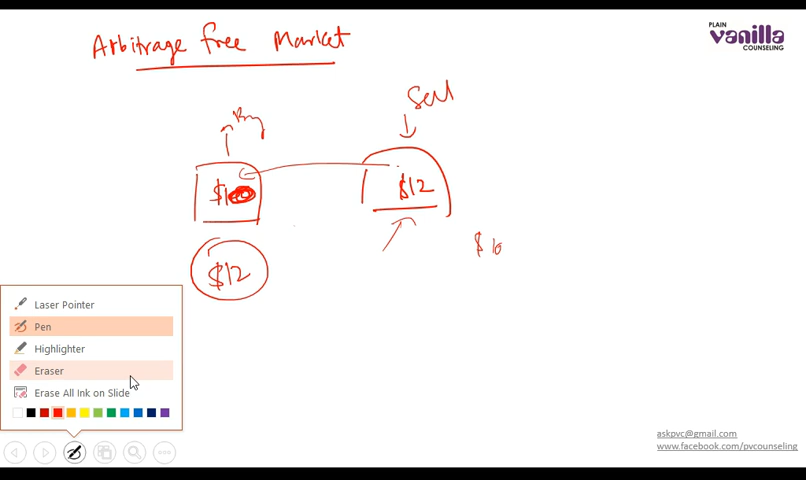 Arbitrage free Market
PLAIN
vanilla
COUNSELING
Sell
Buy
$12
$12
$10
Laser Pointer
Pen
Highlighter
Eraser
Erase All Ink on Slide
askpvc@gmail.com
www.facebook.com/pvcounseling